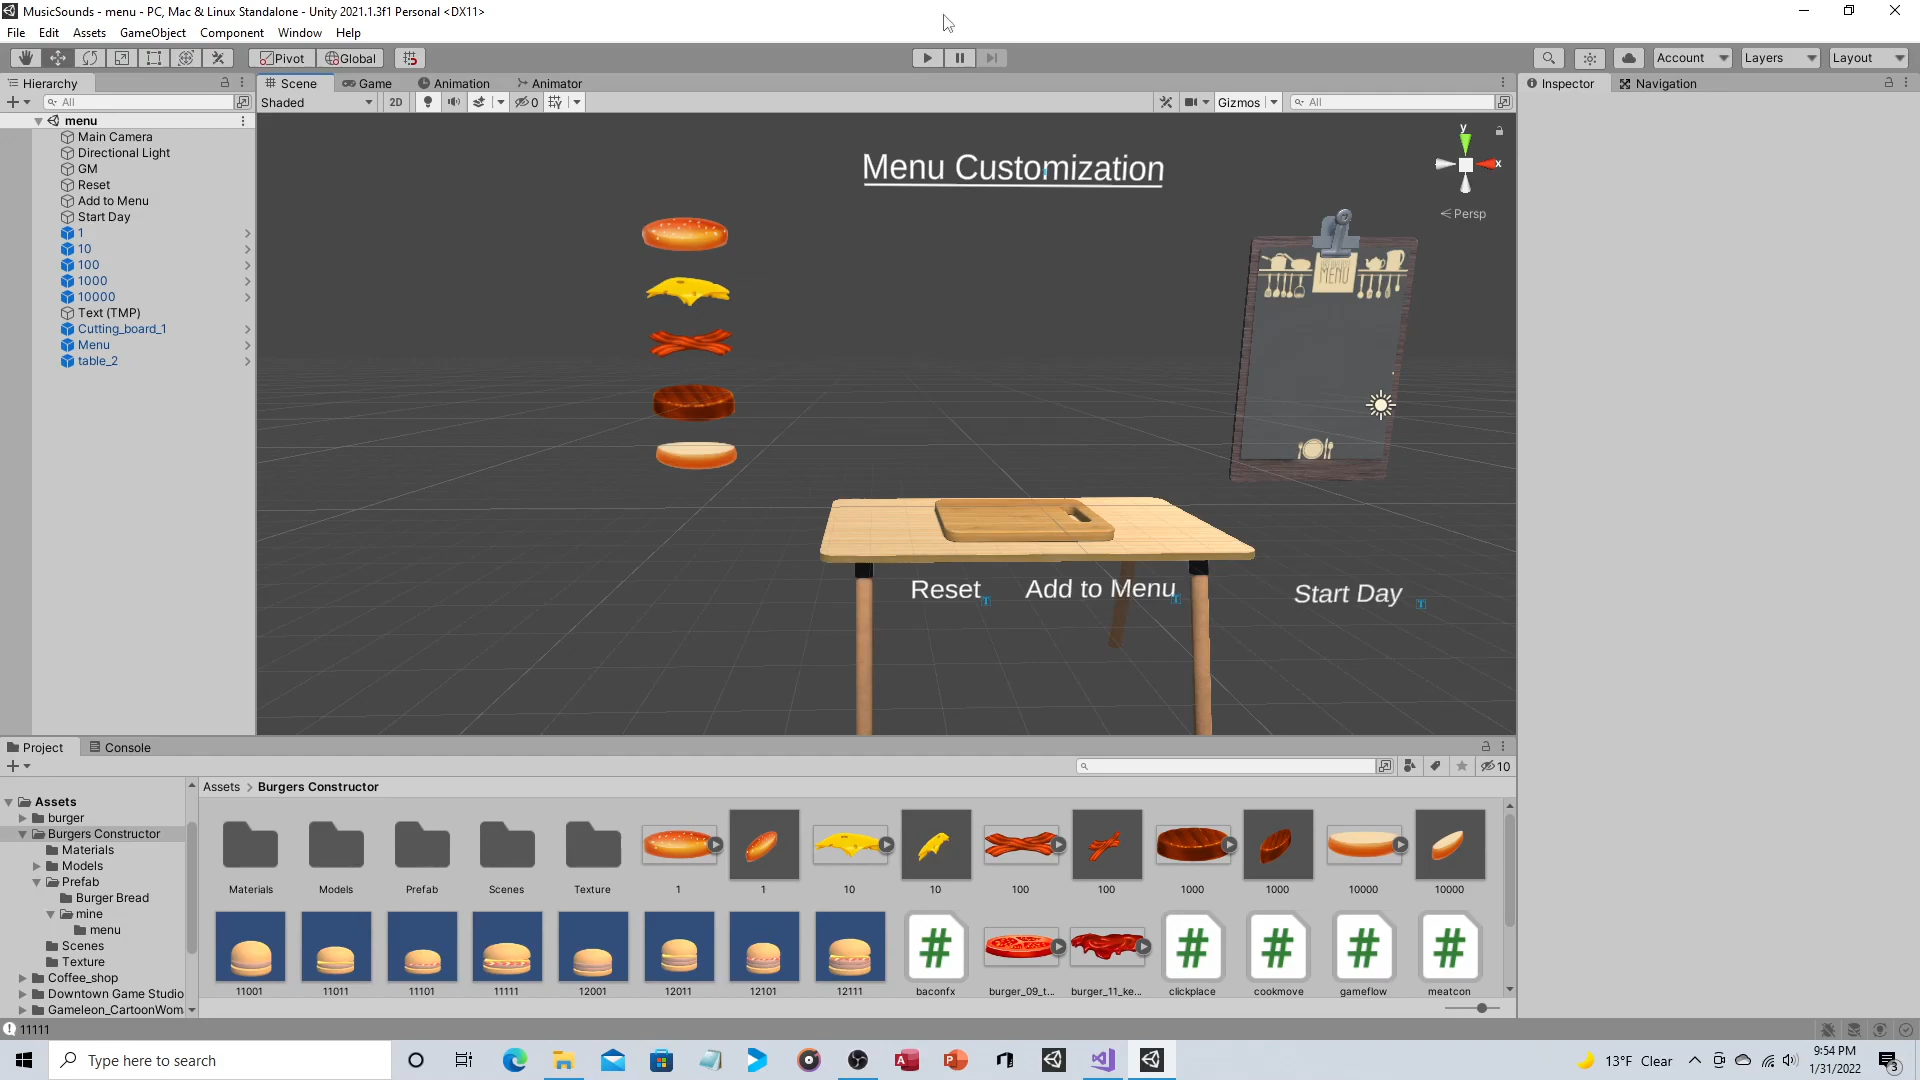 MusicSounds - menu - PC, Mac & Linux Standalone - Unity 2021.1.3f1 Personal <DX11>
File Edit Assets GameObject Component Window Help
Pivot Global Account Layers Layout
Hierarchy Scene Game Animation Animator Inspector Navigation
All Shaded 2D 0 Gizmos All
menu
Main Camera
Directional Light
GM
Reset
Add to Menu
Start Day
1
10
100
1000
10000
Text (TMP)
Cutting_board_1
Menu
table_2
Menu Customization
y
x
Persp
MENU
Reset Add to Menu Start Day
Project Console
10
Assets
burger
Burgers Constructor
Materials
Models
Prefab
Burger Bread
mine
menu
Scenes
Texture
Coffee_shop
Downtown Game Studio
Gameleon_CartoonWom
Assets > Burgers Constructor
Materials Models Prefab Scenes Texture 1 1 10 10 100 100 1000 1000 10000 10000
11001 11011 11101 11111 12001 12011 12101 12111 baconfx burger_09_t... burger_11_ke... clickplace cookmove gameflow meatcon
11111
Type here to search
13°F Clear
9:54 PM
1/31/2022
3